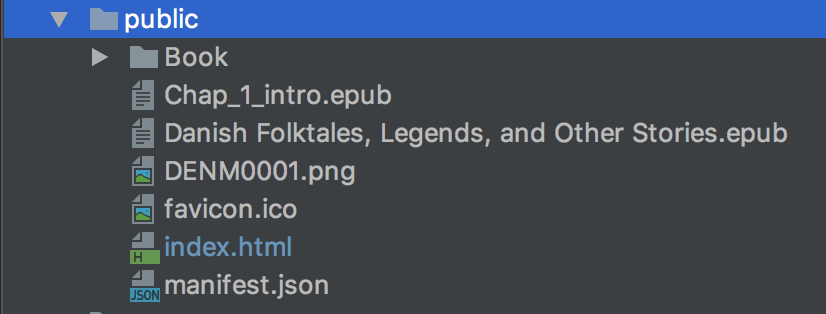 public
Book
Chap_1_intro.epub
Danish Folktales, Legends, and Other Stories.epub
DENM0001.png
favicon.ico
H index.html
JSON manifest.json